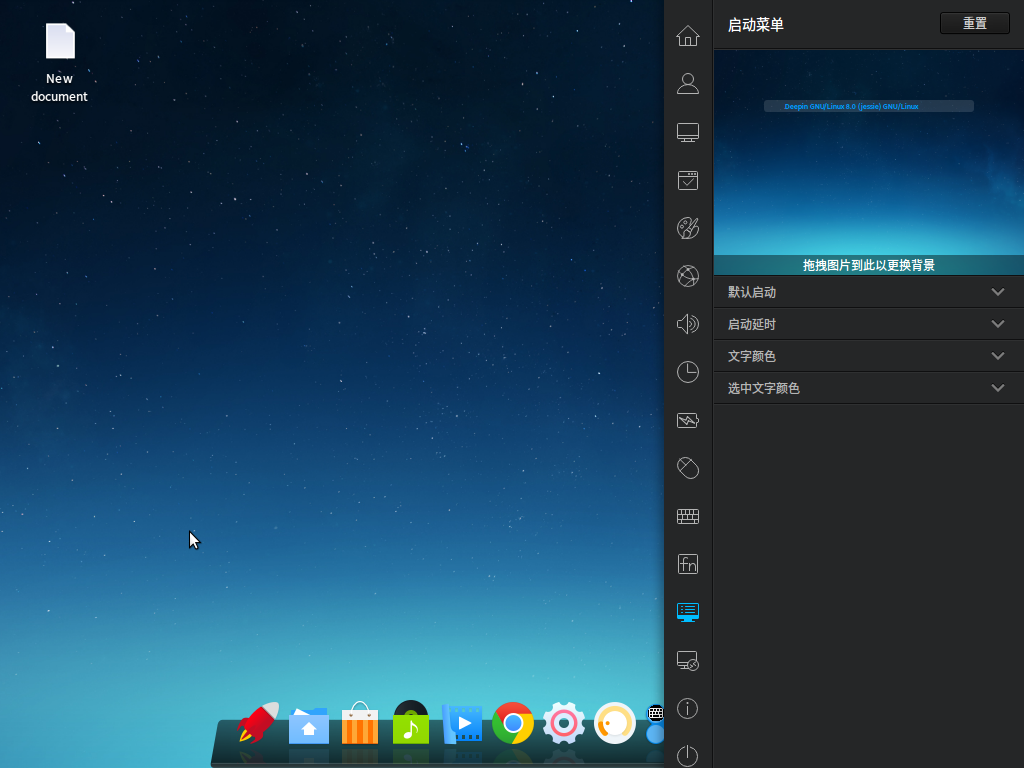 New
document
启动菜单
重置
Deepin GNU/Linux 8.0 (jessie) GNU/Linux
拖拽图片到此以更换背景
默认启动
启动延时
文字颜色
选中文字颜色
fn